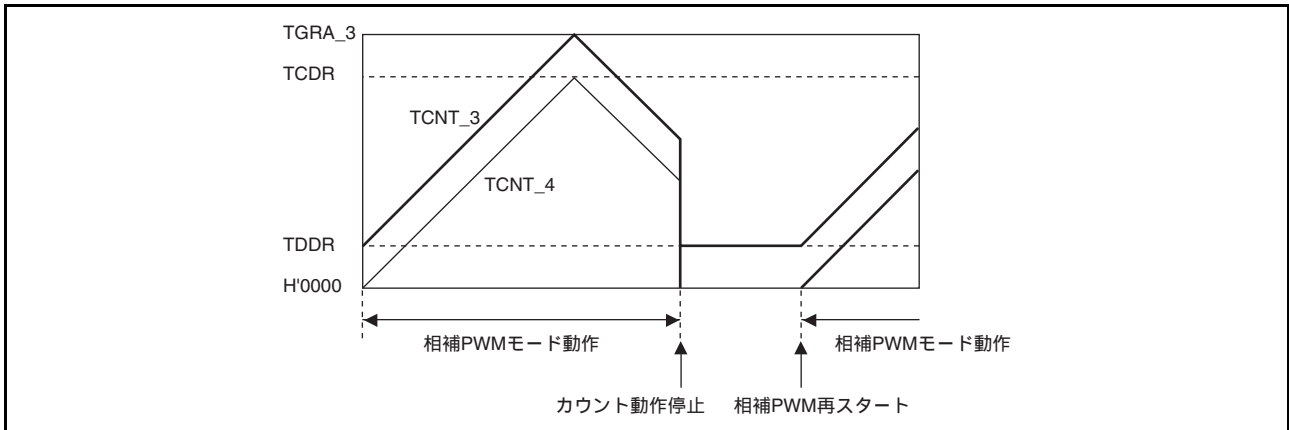 TGRA_3
TCDR
TCNT_3
TCNT_4
TDDR
H'0000
相補PWMモード動作
相補PWMモード動作
カウント動作停止
相補PWM再スタート